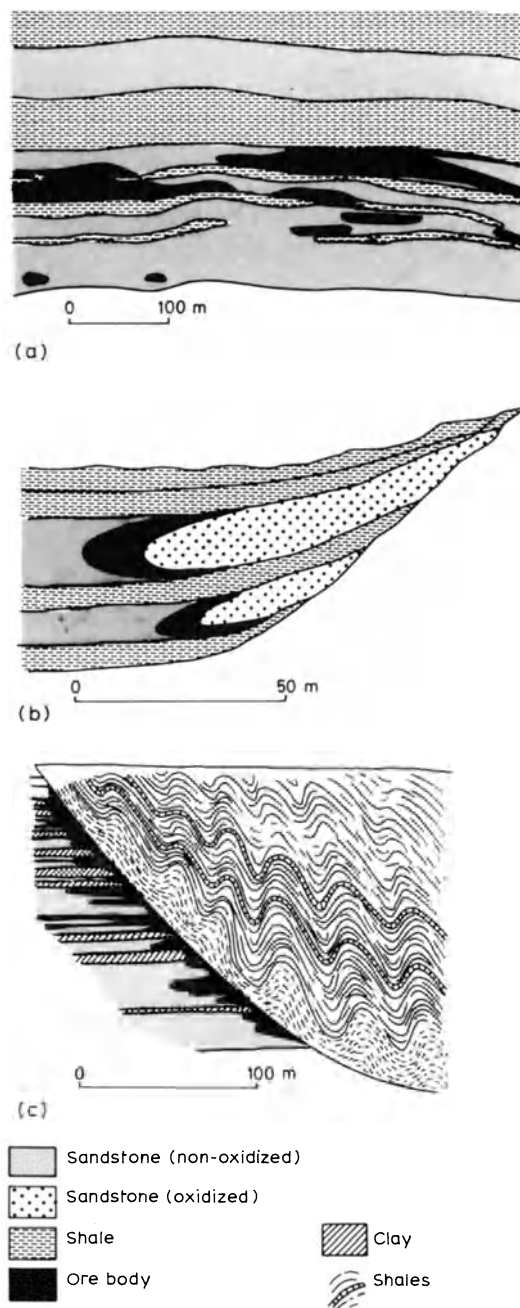 0 100 m
(a)
0 50 m
(b)
0 100 m
(c)
Sandstone (non-oxidized)
Sandstone (oxidized)
Shale
Clay
Ore body
Shales